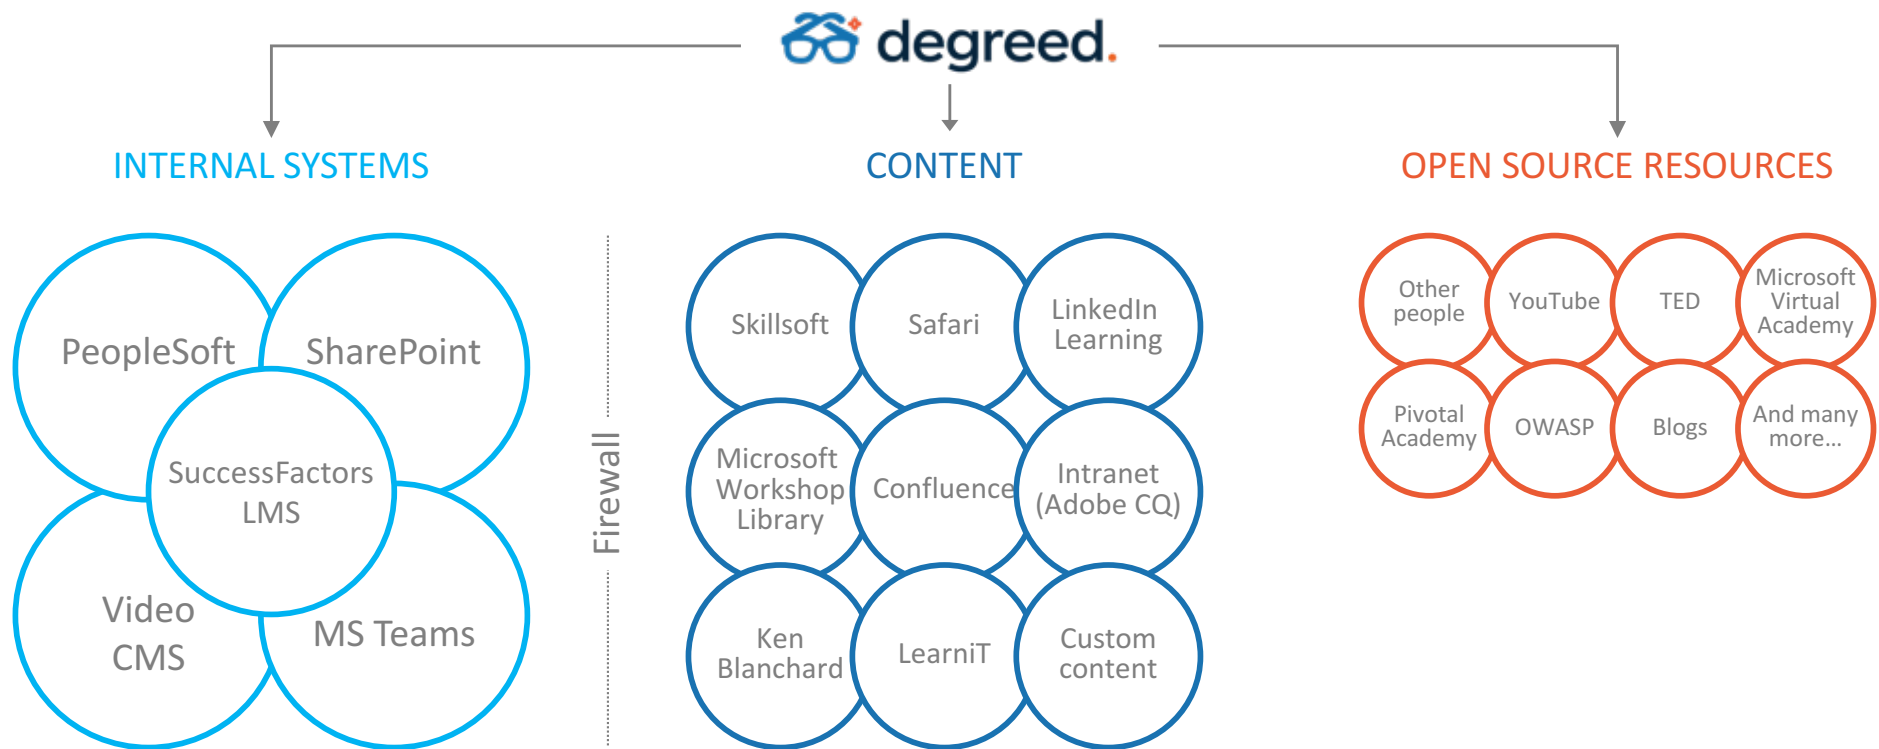 degreed.
INTERNAL SYSTEMS
PeopleSoft
SharePoint
SuccessFactors
LMS
Video
CMS
MS Teams
Firewall
CONTENT
Skillsoft
Safari
LinkedIn
Learning
Microsoft
Workshop
Library
Confluence
Intranet
(Adobe CQ)
Ken
Blanchard
LearniT
Custom
content
OPEN SOURCE RESOURCES
Other
people
YouTube
TED
Microsoft
Virtual
Academy
Pivotal
Academy
OWASP
Blogs
And many
more...